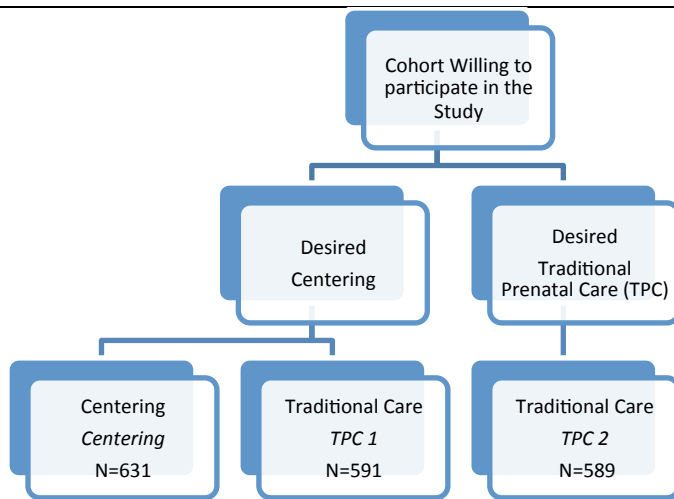 Cohort Willing to
participate in the
Study
Desired
Centering
Desired
Traditional
Prenatal Care (TPC)
Centering
Centering
N=631
Traditional Care
TPC 1
N=591
Traditional Care
TPC 2
N=589